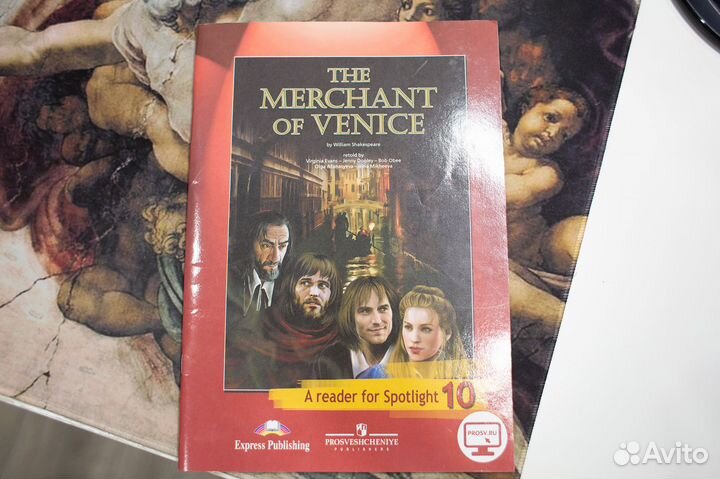 THE
MERCHANT
OF VENICE
by William Shakespeare
retold by
Virginia Evans – Jenny Dooley – Bob Obee
Olga Afanasyeva – Irina Mikheeva
A reader for Spotlight 10
Express Publishing
PROSVESHCHENIYE
PUBLISHERS
PROSV.RU
Avito